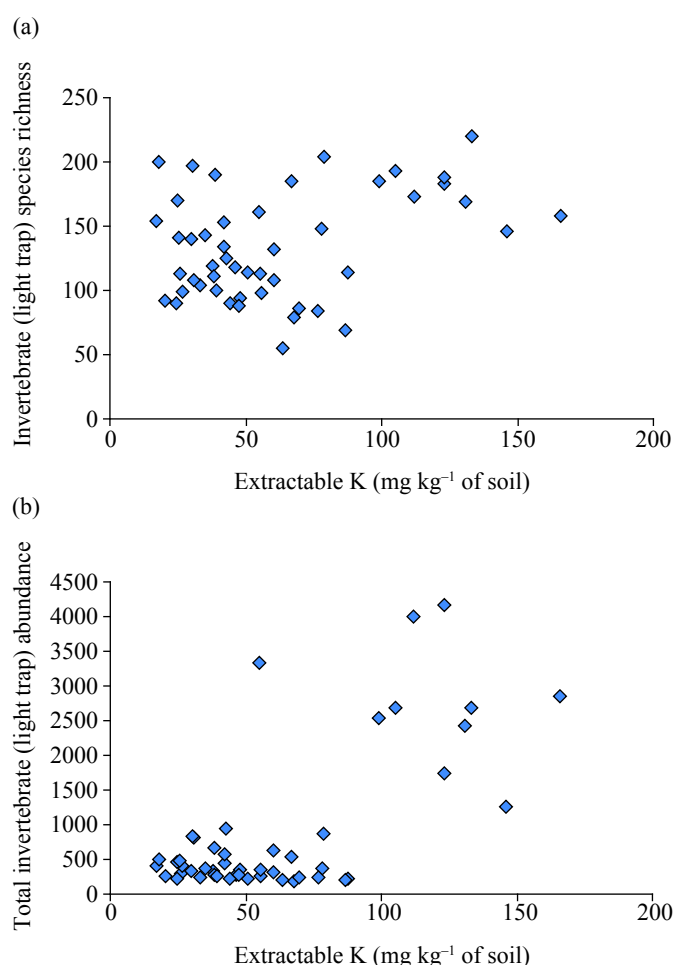 (a)
Invertebrate (light trap) species richness
250
200
150
100
50
0
0 50 100 150 200
Extractable K (mg kg⁻¹ of soil)
(b)
Total invertebrate (light trap) abundance
4500
4000
3500
3000
2500
2000
1500
1000
500
0
0 50 100 150 200
Extractable K (mg kg⁻¹ of soil)